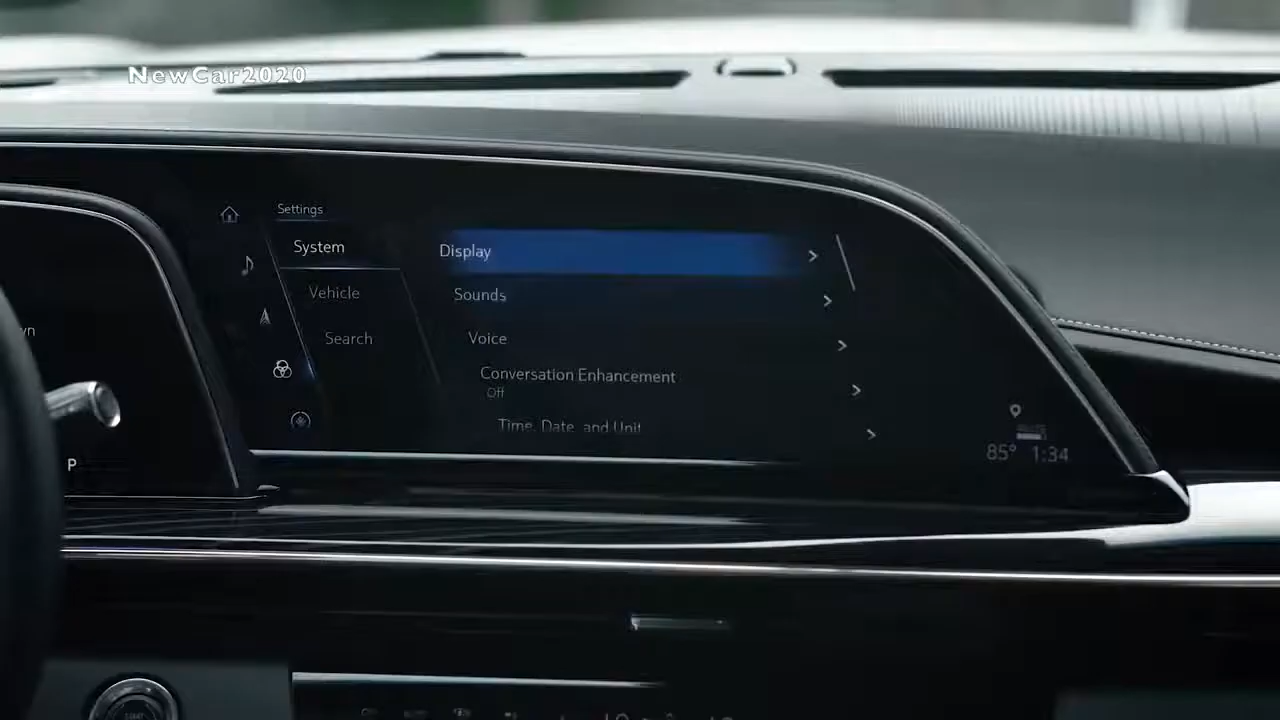 NewCar2020
Settings
System
Vehicle
Search
Display
Sounds
Voice
Conversation Enhancement
Off
Time, Date, and Unit
P
85° 1:34